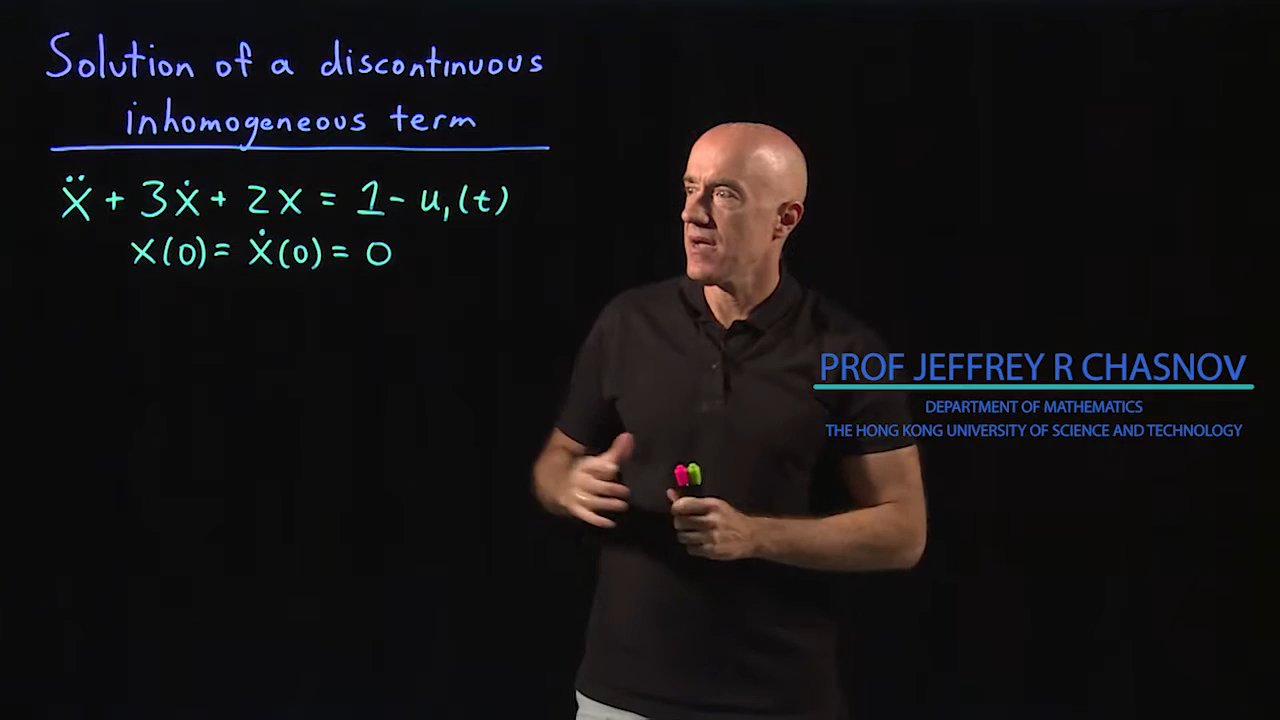 Solution of a discontinuous
inhomogeneous term
ẍ + 3ẋ + 2x = 1 - u₁(t)
x(0) = ẋ(0) = 0
PROF JEFFREY R CHASNOV
DEPARTMENT OF MATHEMATICS
THE HONG KONG UNIVERSITY OF SCIENCE AND TECHNOLOGY